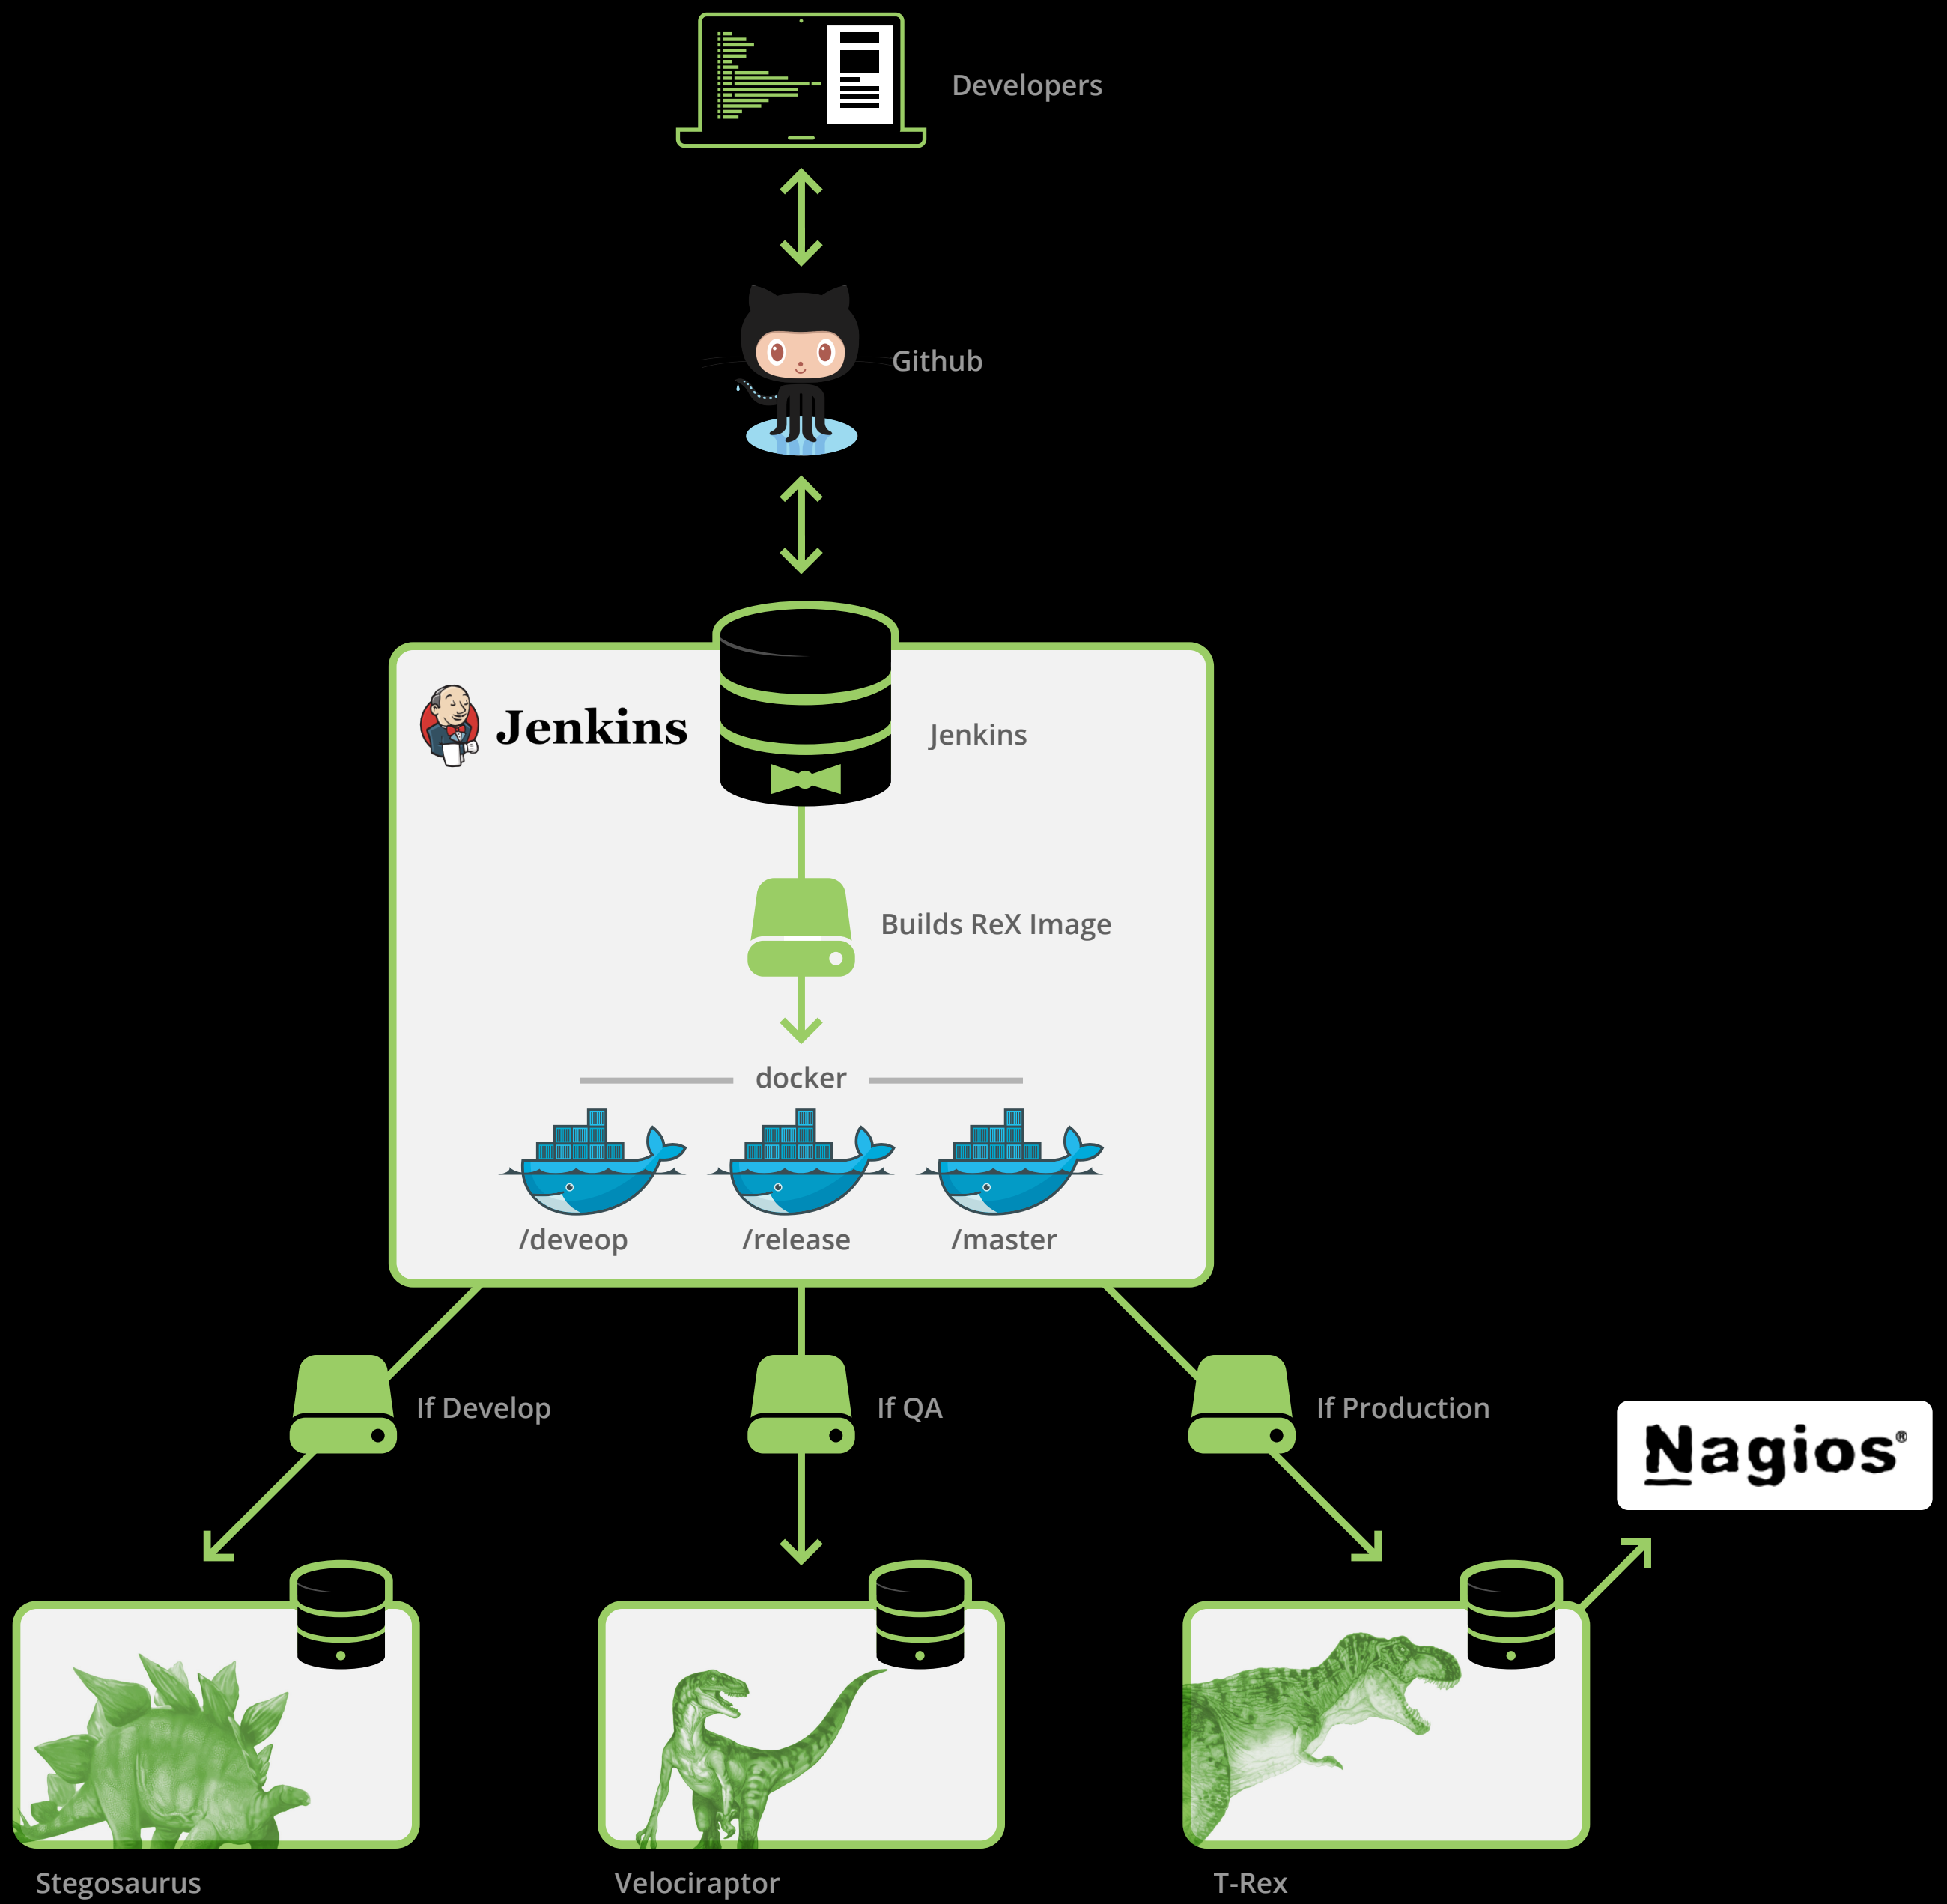 Developers
Github
Jenkins
Jenkins
Builds ReX Image
docker
/deveop
/release
/master
If Develop
If QA
If Production
Nagios®
Stegosaurus
Velociraptor
T-Rex